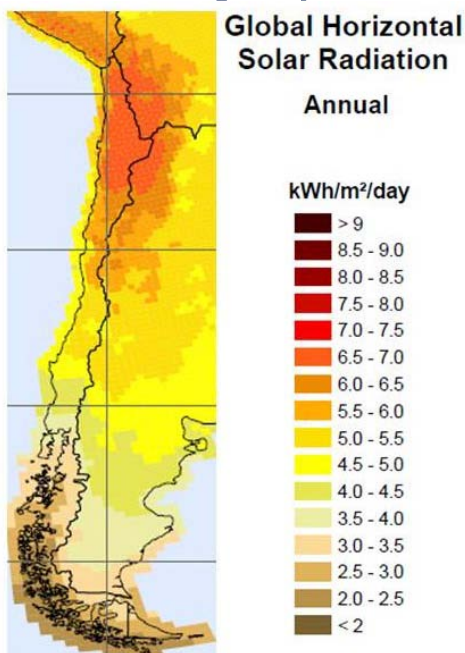 Global Horizontal
Solar Radiation
Annual
kWh/m²/day
> 9
8.5 - 9.0
8.0 - 8.5
7.5 - 8.0
7.0 - 7.5
6.5 - 7.0
6.0 - 6.5
5.5 - 6.0
5.0 - 5.5
4.5 - 5.0
4.0 - 4.5
3.5 - 4.0
3.0 - 3.5
2.5 - 3.0
2.0 - 2.5
< 2